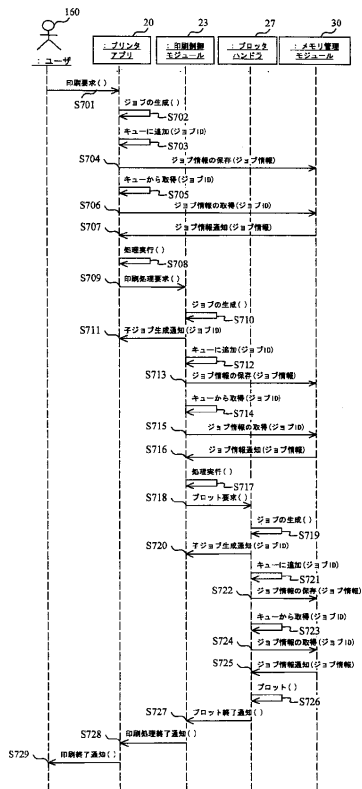 160
20
23
27
30
: ユーザ
: プリンタ
アプリ
: 印刷制御
モジュール
: プロッタ
ハンドラ
: メモリ管理
モジュール
印刷要求()
S701
ジョブの生成()
S702
キューに追加(ジョブID)
S703
S704
ジョブ情報の保存(ジョブ情報)
キューから取得(ジョブID)
S705
S706
ジョブ情報の取得(ジョブID)
S707
ジョブ情報通知(ジョブ情報)
処理実行()
S708
S709
印刷処理要求()
ジョブの生成()
S710
S711
子ジョブ生成通知(ジョブID)
キューに追加(ジョブID)
S712
S713
ジョブ情報の保存(ジョブ情報)
キューから取得(ジョブID)
S714
S715
ジョブ情報の取得(ジョブID)
S716
ジョブ情報通知(ジョブ情報)
処理実行()
S717
S718
プロット要求()
ジョブの生成()
S719
S720
子ジョブ生成通知(ジョブID)
キューに追加(ジョブID)
S721
S722
ジョブ情報の保存(ジョブ情報)
キューから取得(ジョブID)
S723
S724
ジョブ情報の取得(ジョブID)
S725
ジョブ情報通知(ジョブ情報)
プロット()
S726
S727
プロット終了通知()
S728
印刷処理終了通知()
S729
印刷終了通知()